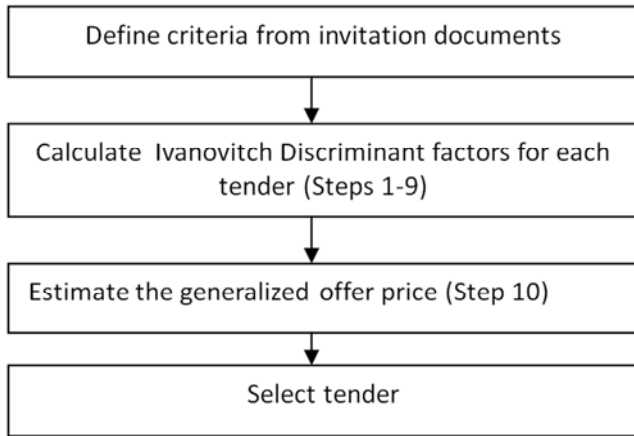 Define criteria from invitation documents
Calculate Ivanovitch Discriminant factors for each
tender (Steps 1-9)
Estimate the generalized offer price (Step 10)
Select tender